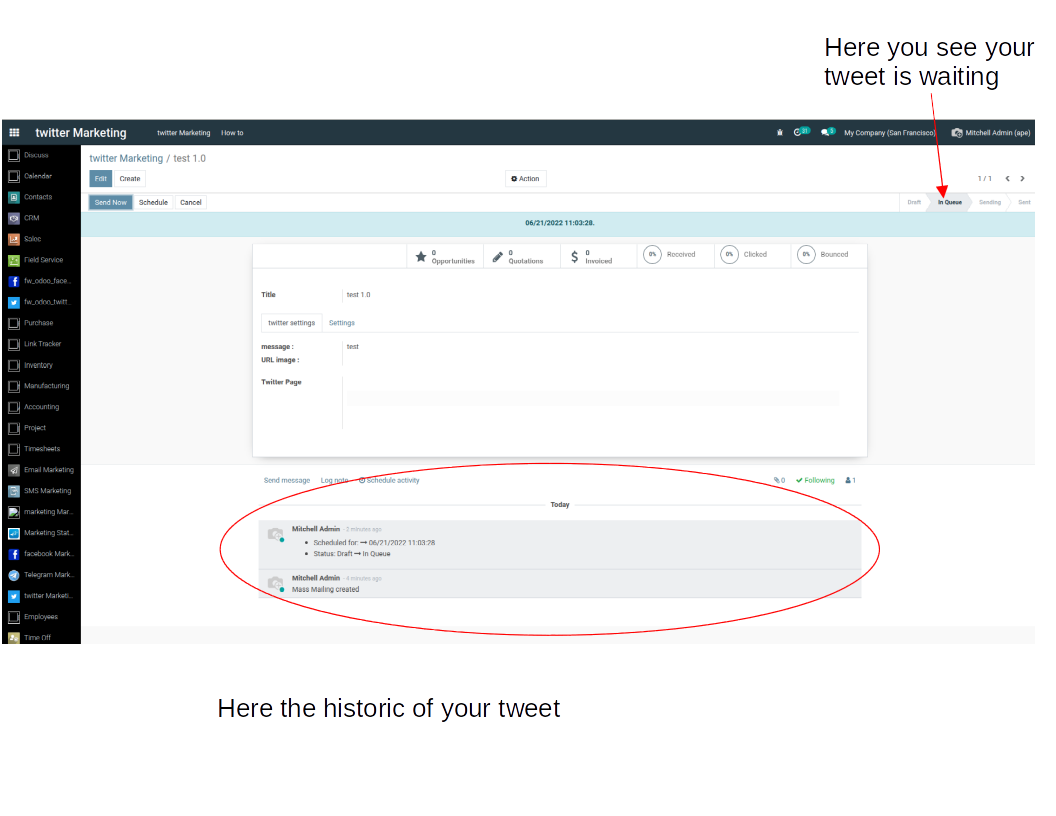 Here you see your
tweet is waiting
twitter Marketing twitter Marketing How to 31 5 My Company (San Francisco) Mitchell Admin (ape)
Discuss
Calendar
Contacts
CRM
Sales
Field Service
fw_odoo_face...
fw_odoo_twitt...
Purchase
Link Tracker
Inventory
Manufacturing
Accounting
Project
Timesheets
Email Marketing
SMS Marketing
marketing Mar...
Marketing Stat...
facebook Mark...
Telegram Mark...
twitter Marketi...
Employees
Time Off
twitter Marketing / test 1.0
Edit Create Action 1 / 1
Send Now Schedule Cancel Draft In Queue Sending Sent
06/21/2022 11:03:28.
0 Opportunities
0 Quotations
0 Invoiced
0% Received
0% Clicked
0% Bounced
Title test 1.0
twitter settings Settings
message : test
URL image :
Twitter Page
Send message Log note Schedule activity 0 Following 1
Today
Mitchell Admin - 2 minutes ago
Scheduled for: → 06/21/2022 11:03:28
Status: Draft → In Queue
Mitchell Admin - 4 minutes ago
Mass Mailing created
Here the historic of your tweet